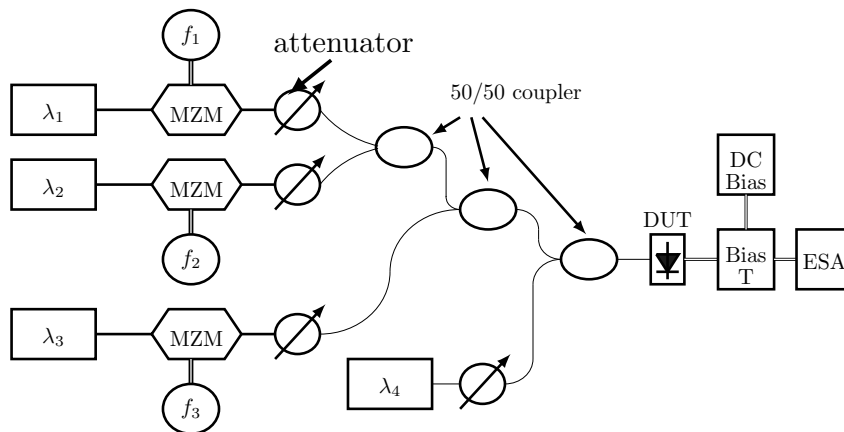 f1
attenuator
λ1
MZM
50/50 coupler
λ2
MZM
DC
Bias
f2
DUT
Bias
T
ESA
λ3
MZM
λ4
f3